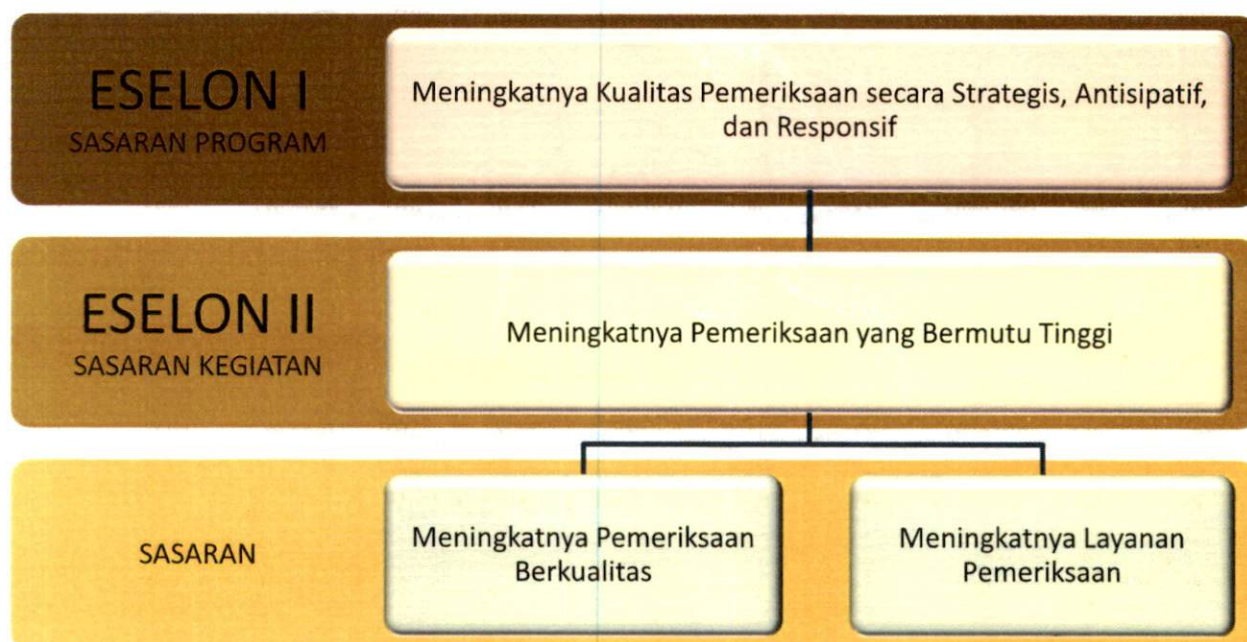 ESELON I
SASARAN PROGRAM
Meningkatnya Kualitas Pemeriksaan secara Strategis, Antisipatif,
dan Responsif
ESELON II
SASARAN KEGIATAN
Meningkatnya Pemeriksaan yang Bermutu Tinggi
SASARAN
Meningkatnya Pemeriksaan
Berkualitas
Meningkatnya Layanan
Pemeriksaan